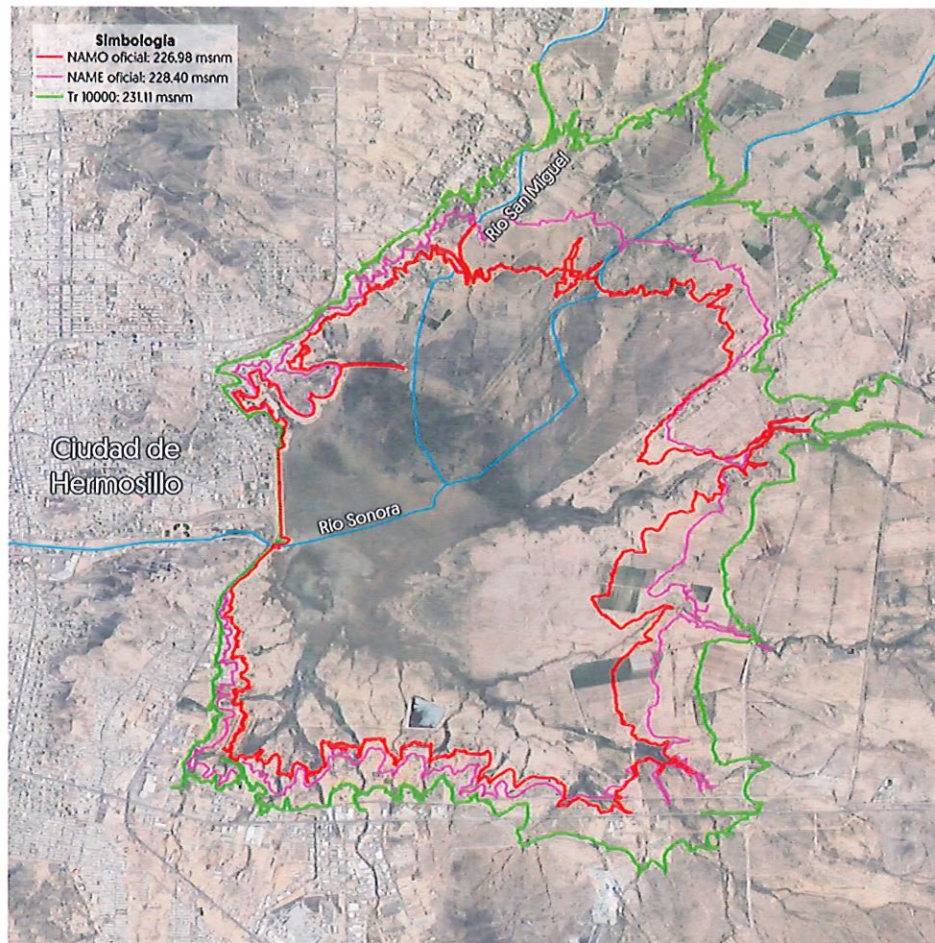 Simbología
NAMO oficial: 226.98 msnm
NAME oficial: 228.40 msnm
Tr 10000: 231.11 msnm
Río San Miguel
Ciudad de
Hermosillo
Río Sonora